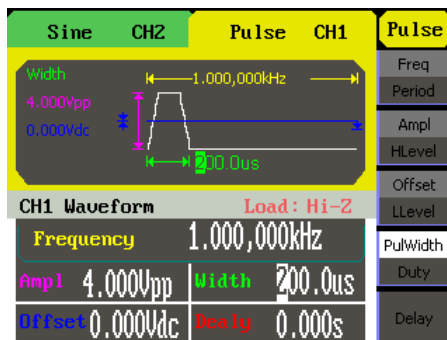 Sine CH2 Pulse CH1 Pulse
Width
1.000,000kHz
4.000Vpp
0.000Vdc
200.0us
Freq
Period
Ampl
HLevel
Offset
LLevel
PulWidth
Duty
Delay
CH1 Waveform Load: Hi-Z
Frequency 1.000,000kHz
Ampl 4.000Vpp Width 200.0us
Offset 0.000Vdc Dealy 0.000s